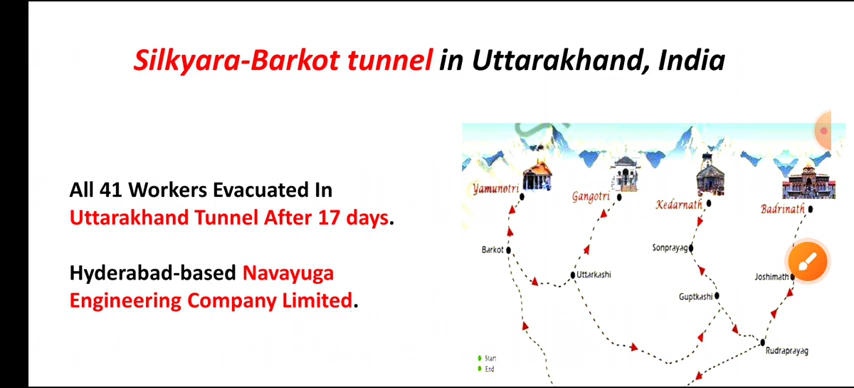 Silkyara-Barkot tunnel in Uttarakhand, India
All 41 Workers Evacuated In
Uttarakhand Tunnel After 17 days.
Hyderabad-based Navayuga
Engineering Company Limited.
Yamunotri
Gangotri
Kedarnath
Badrinath
Barkot
Uttarkashi
Sonprayag
Joshimath
Guptkashi
Rudraprayag
Start
End